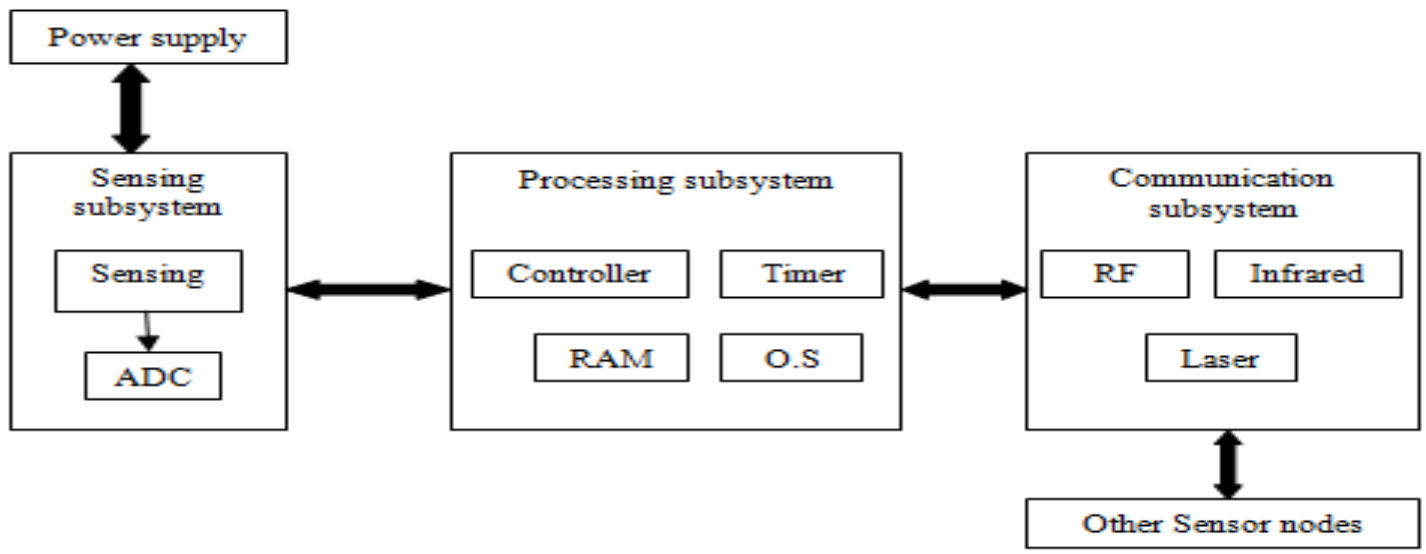 Power supply
Sensing
subsystem
Sensing
ADC
Processing subsystem
Controller
Timer
RAM
O.S
Communication
subsystem
RF
Infrared
Laser
Other Sensor nodes